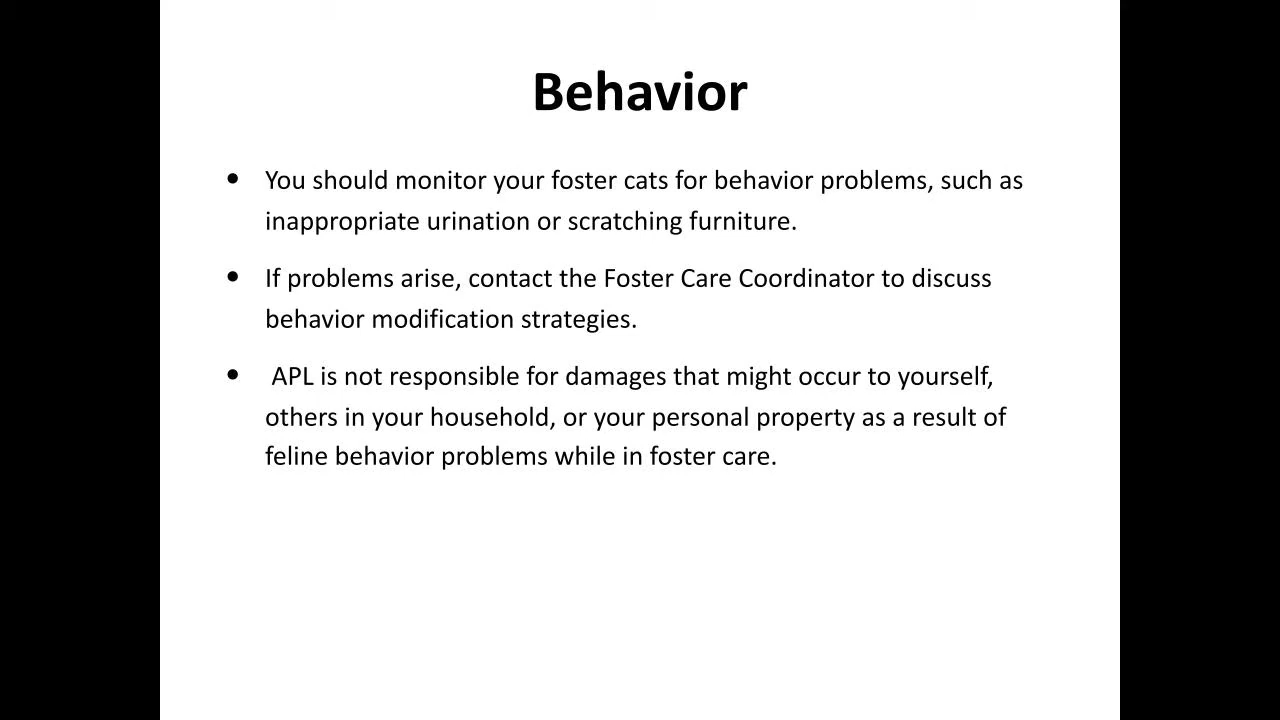 Behavior
• You should monitor your foster cats for behavior problems, such as
inappropriate urination or scratching furniture.
• If problems arise, contact the Foster Care Coordinator to discuss
behavior modification strategies.
• APL is not responsible for damages that might occur to yourself,
others in your household, or your personal property as a result of
feline behavior problems while in foster care.